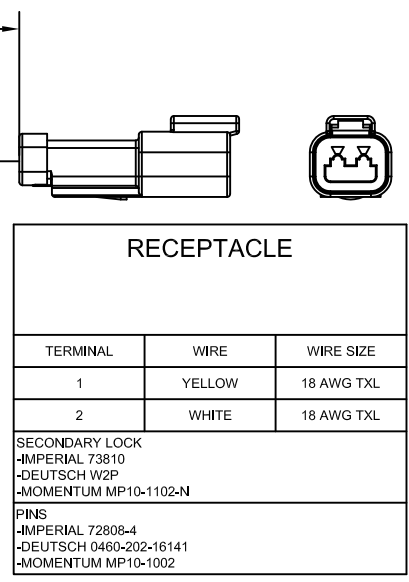 RECEPTACLE
TERMINAL WIRE WIRE SIZE
1 YELLOW 18 AWG TXL
2 WHITE 18 AWG TXL
SECONDARY LOCK
-IMPERIAL 73810
-DEUTSCH W2P
-MOMENTUM MP10-1102-N
PINS
-IMPERIAL 72808-4
-DEUTSCH 0460-202-16141
-MOMENTUM MP10-1002